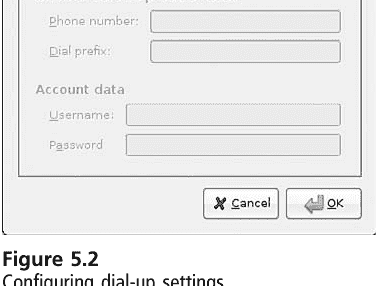 Phone number:
Dial prefix:
Account data
Username:
Password
Cancel
OK
Figure 5.2
Configuring dial-up settings